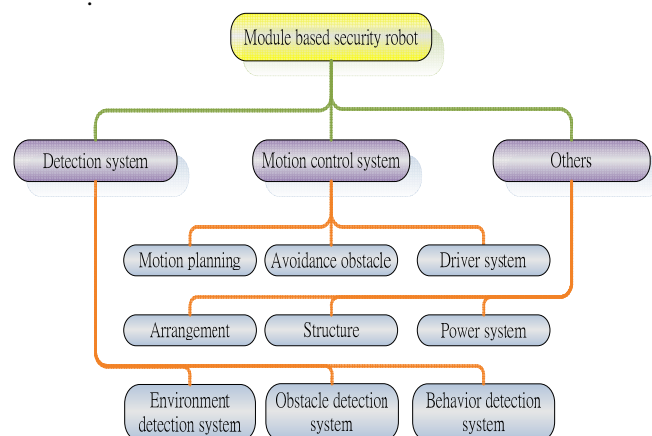 Module based security robot
Detection system
Motion control system
Others
Motion planning
Avoidance obstacle
Driver system
Arrangement
Structure
Power system
Environment
detection system
Obstacle detection
system
Behavior detection
system